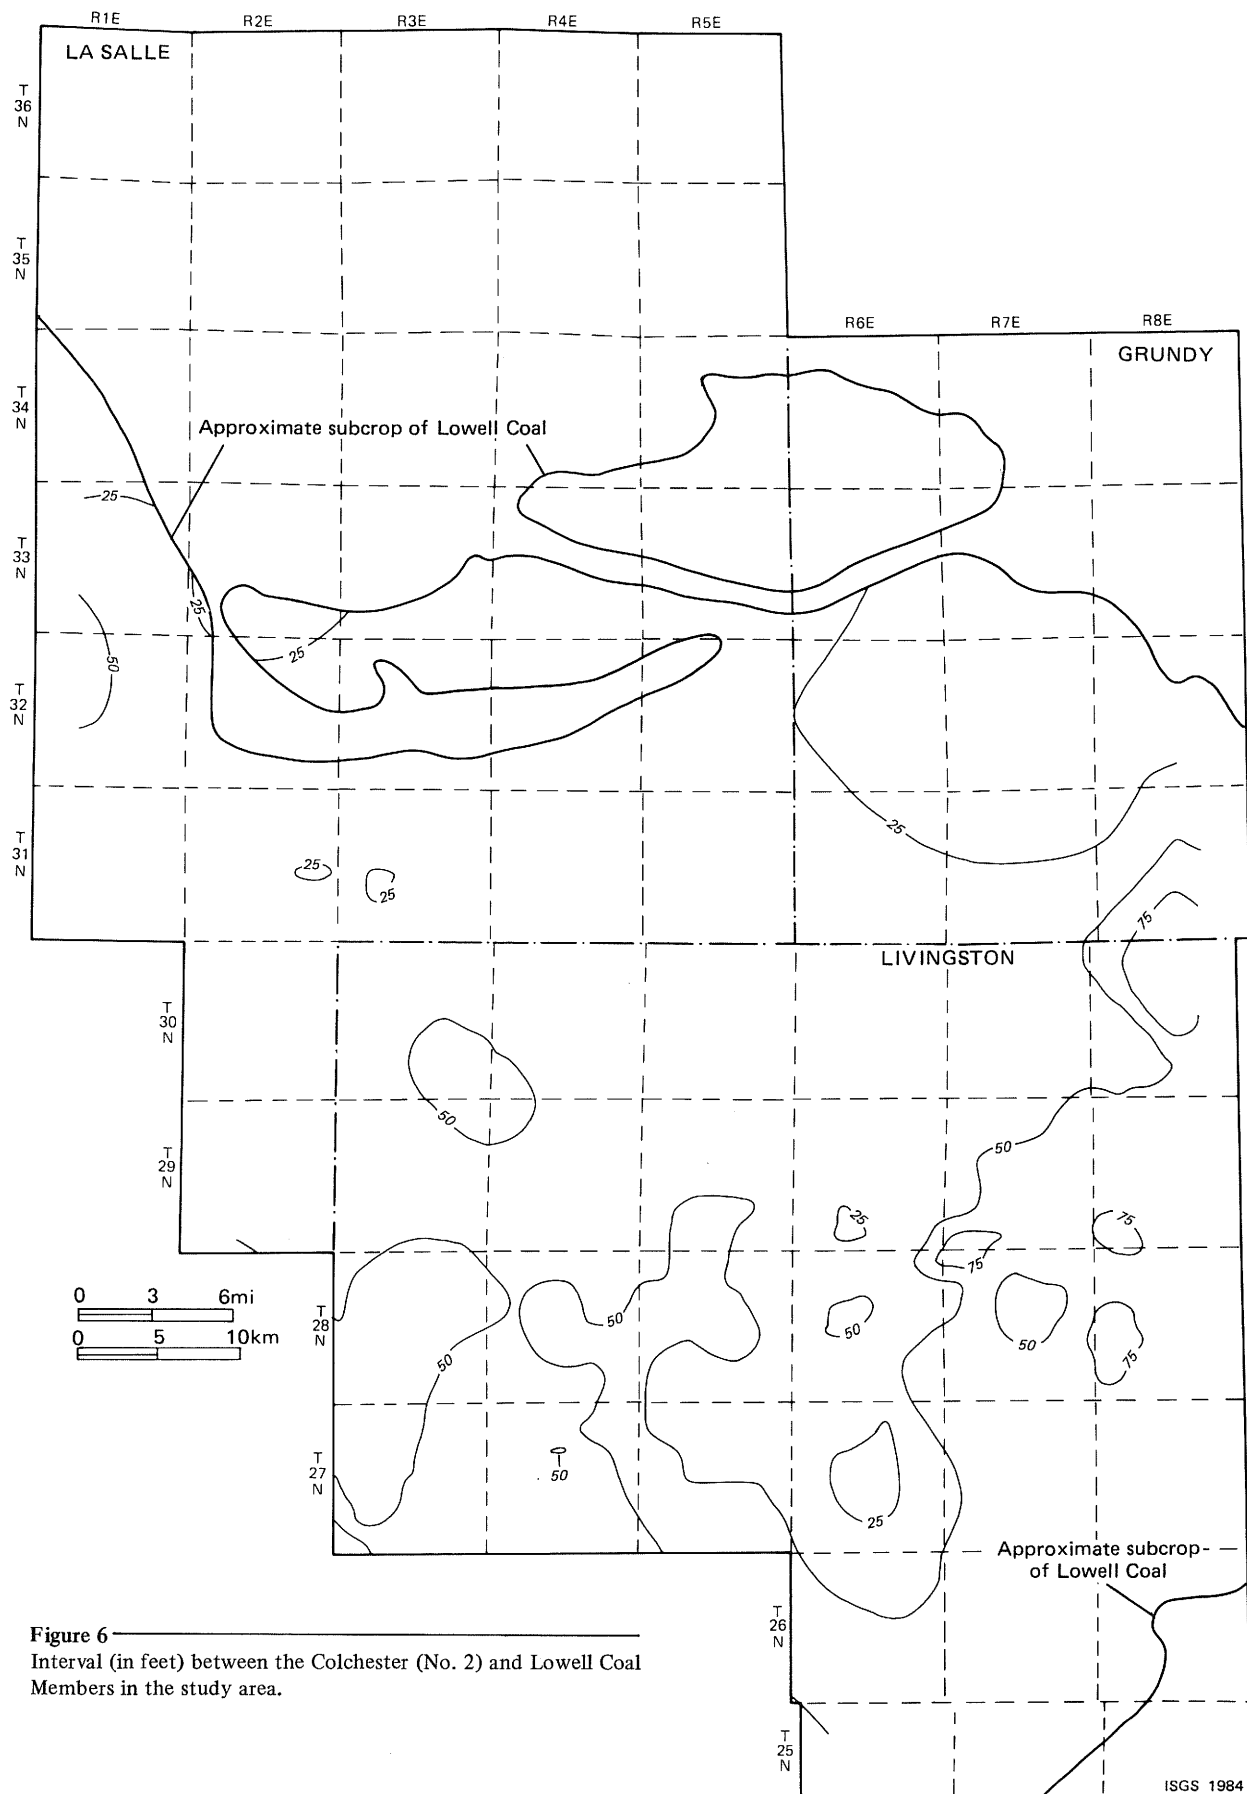 R1E R2E R3E R4E R5E
LA SALLE
T
36
N
T
35
N
R6E R7E R8E
GRUNDY
T
34
N
Approximate subcrop of Lowell Coal
25
T
33
N
25
25
50
T
32
N
25
T
31
N
25
25
75
LIVINGSTON
T
30
N
50
50
T
29
N
25
75
75
0 3 6mi
0 5 10km
T
28
N
50
50
50
50
75
T
27
N
50
25
Approximate subcrop
of Lowell Coal
T
26
N
Figure 6
Interval (in feet) between the Colchester (No. 2) and Lowell Coal
Members in the study area.
T
25
N
ISGS 1984